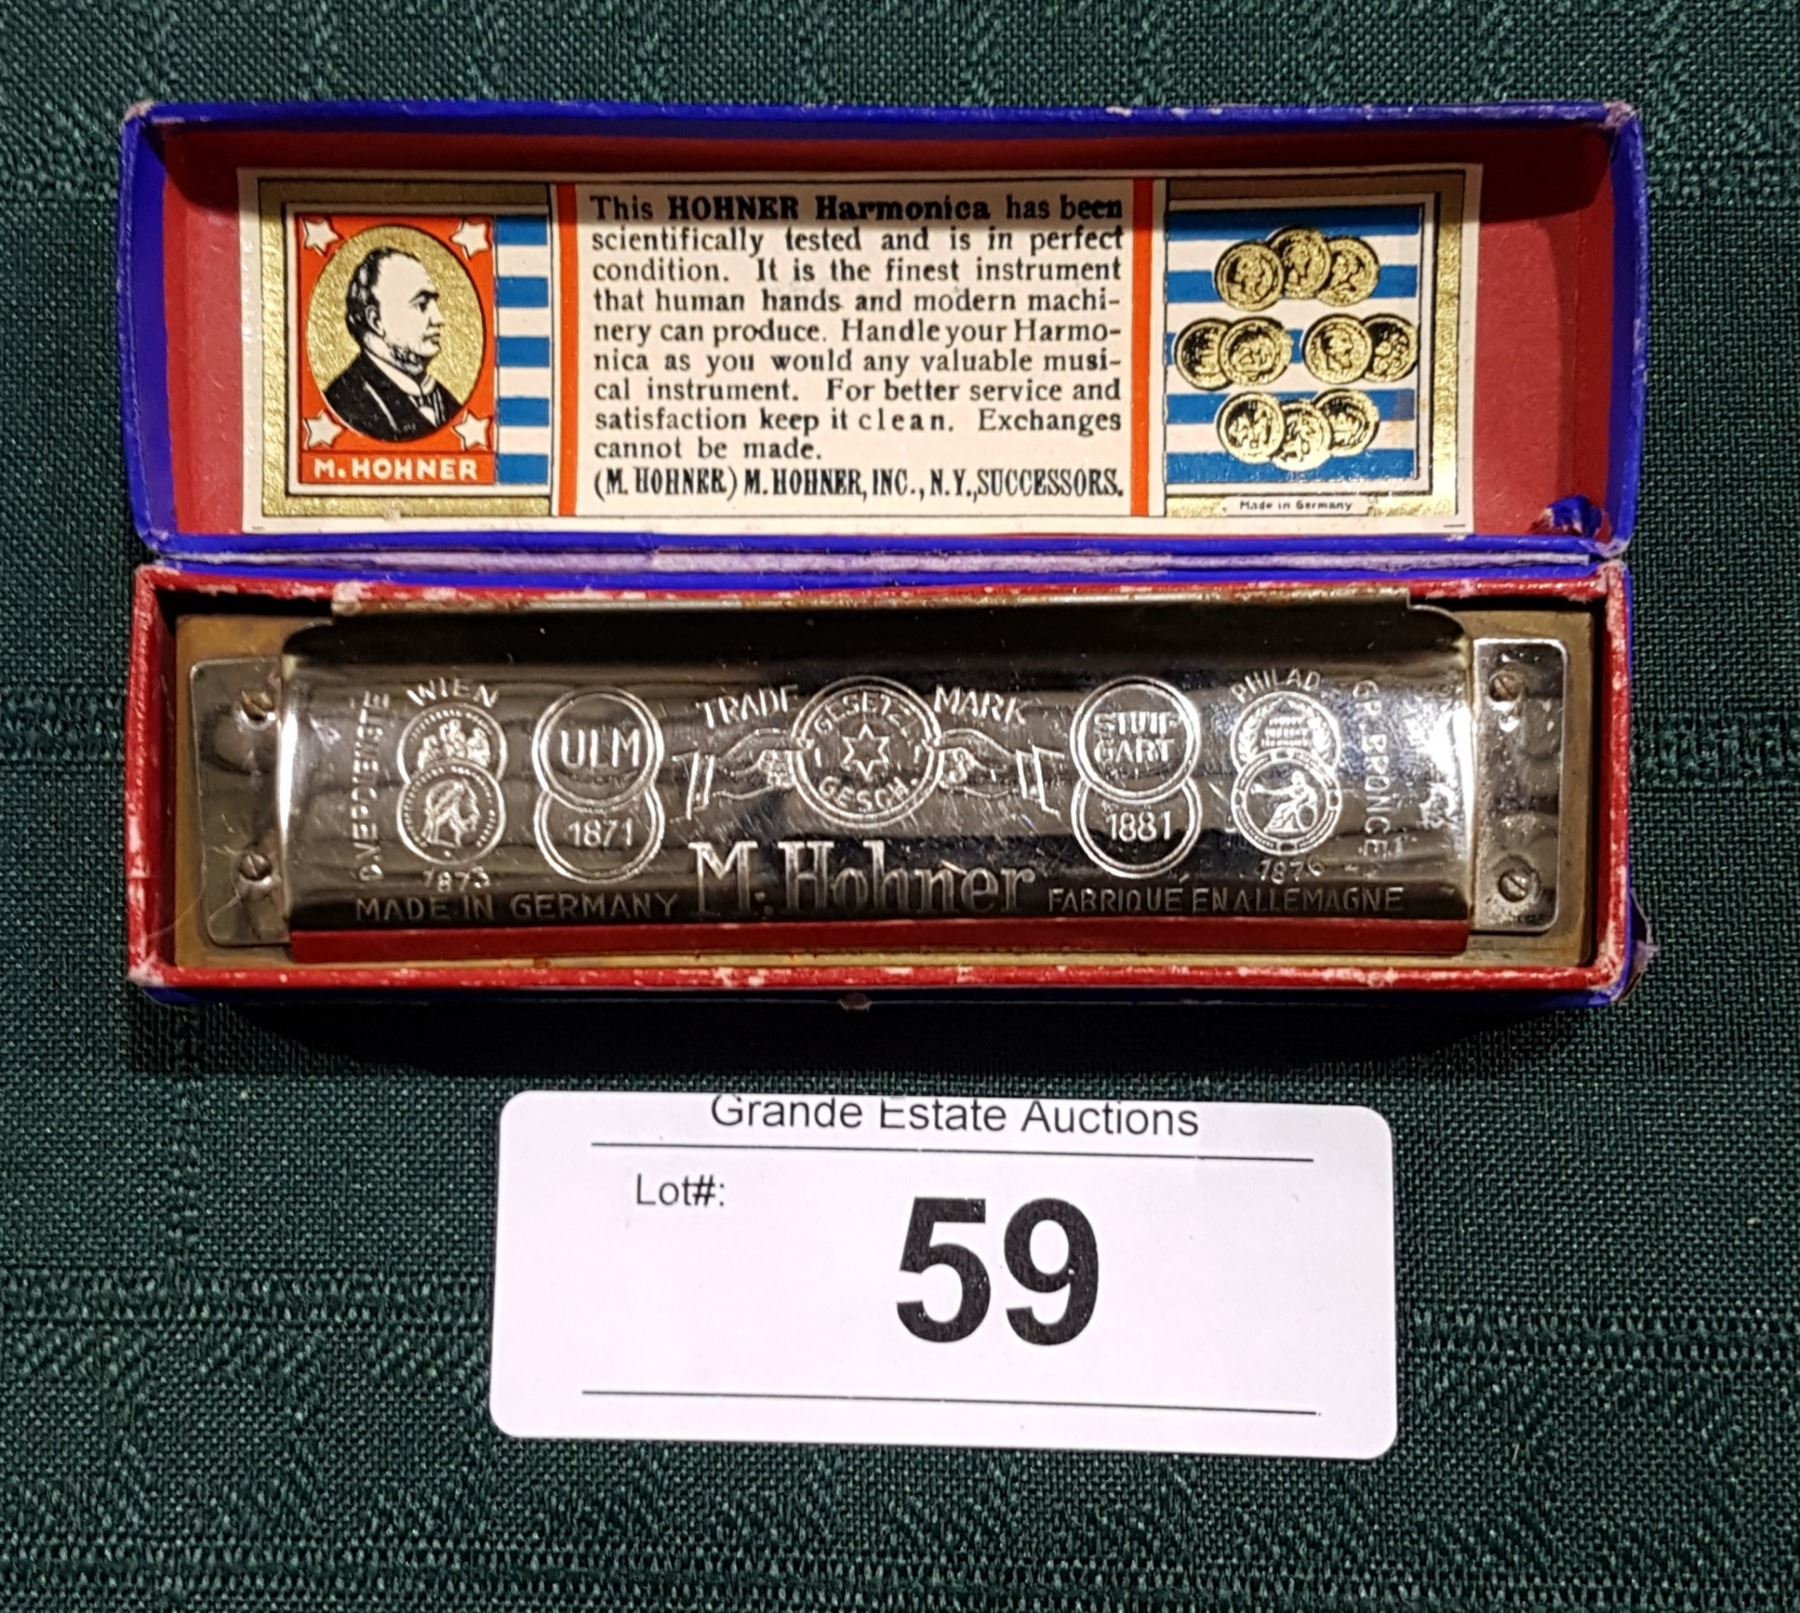 This HOHNER Harmonica has been
scientifically tested and is in perfect
condition. It is the finest instrument
that human hands and modern machi-
nery can produce. Handle your Harmo-
nica as you would any valuable musi-
cal instrument. For better service and
satisfaction keep it clean. Exchanges
cannot be made.
(M. HOHNER) M. HOHNER, INC., N.Y., SUCCESSORS.
M. HOHNER
Made in Germany
WIEN
1873
ULM
1871
TRADE MARK
GESETZL
GESCH.
STUTT
GART
1881
PHILAD
1876
M. Hohner
MADE IN GERMANY
FABRIQUÉ EN ALLEMAGNE
Grande Estate Auctions
Lot#:
59